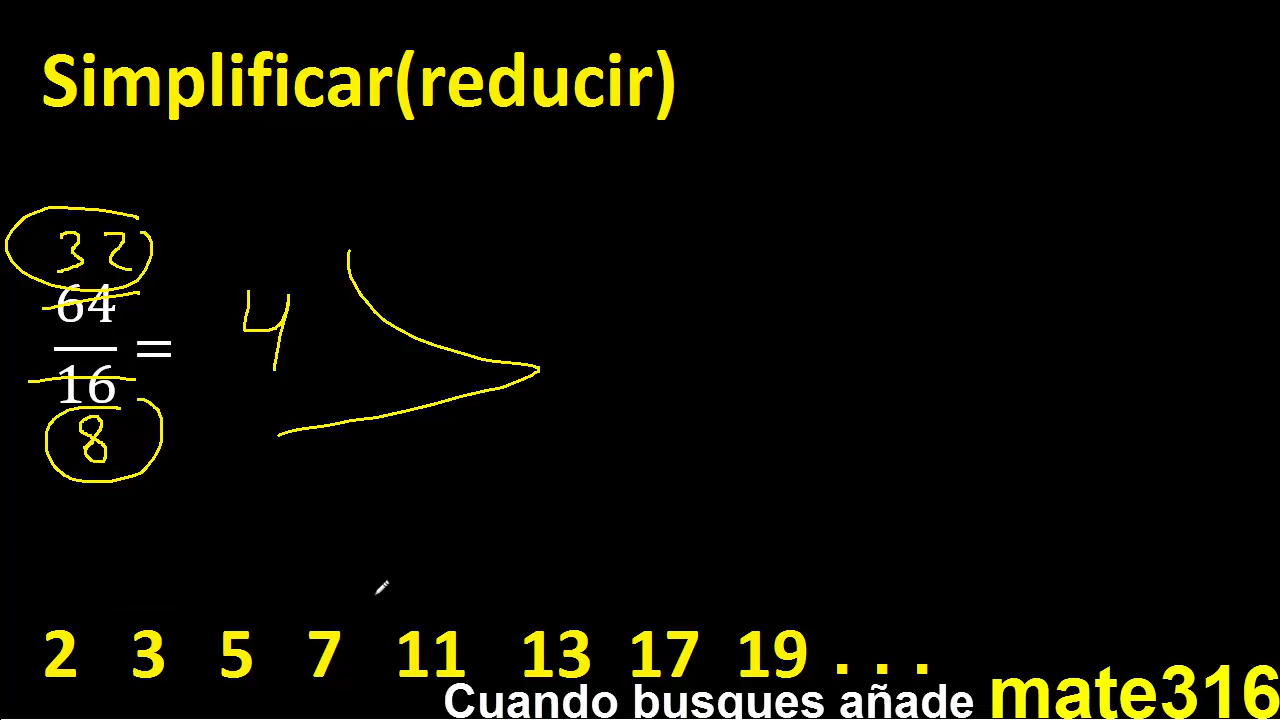 Simplificar(reducir)
32
64
16
=
4
8
2 3 5 7 11 13 17 19 . . .
Cuando busques añade mate316